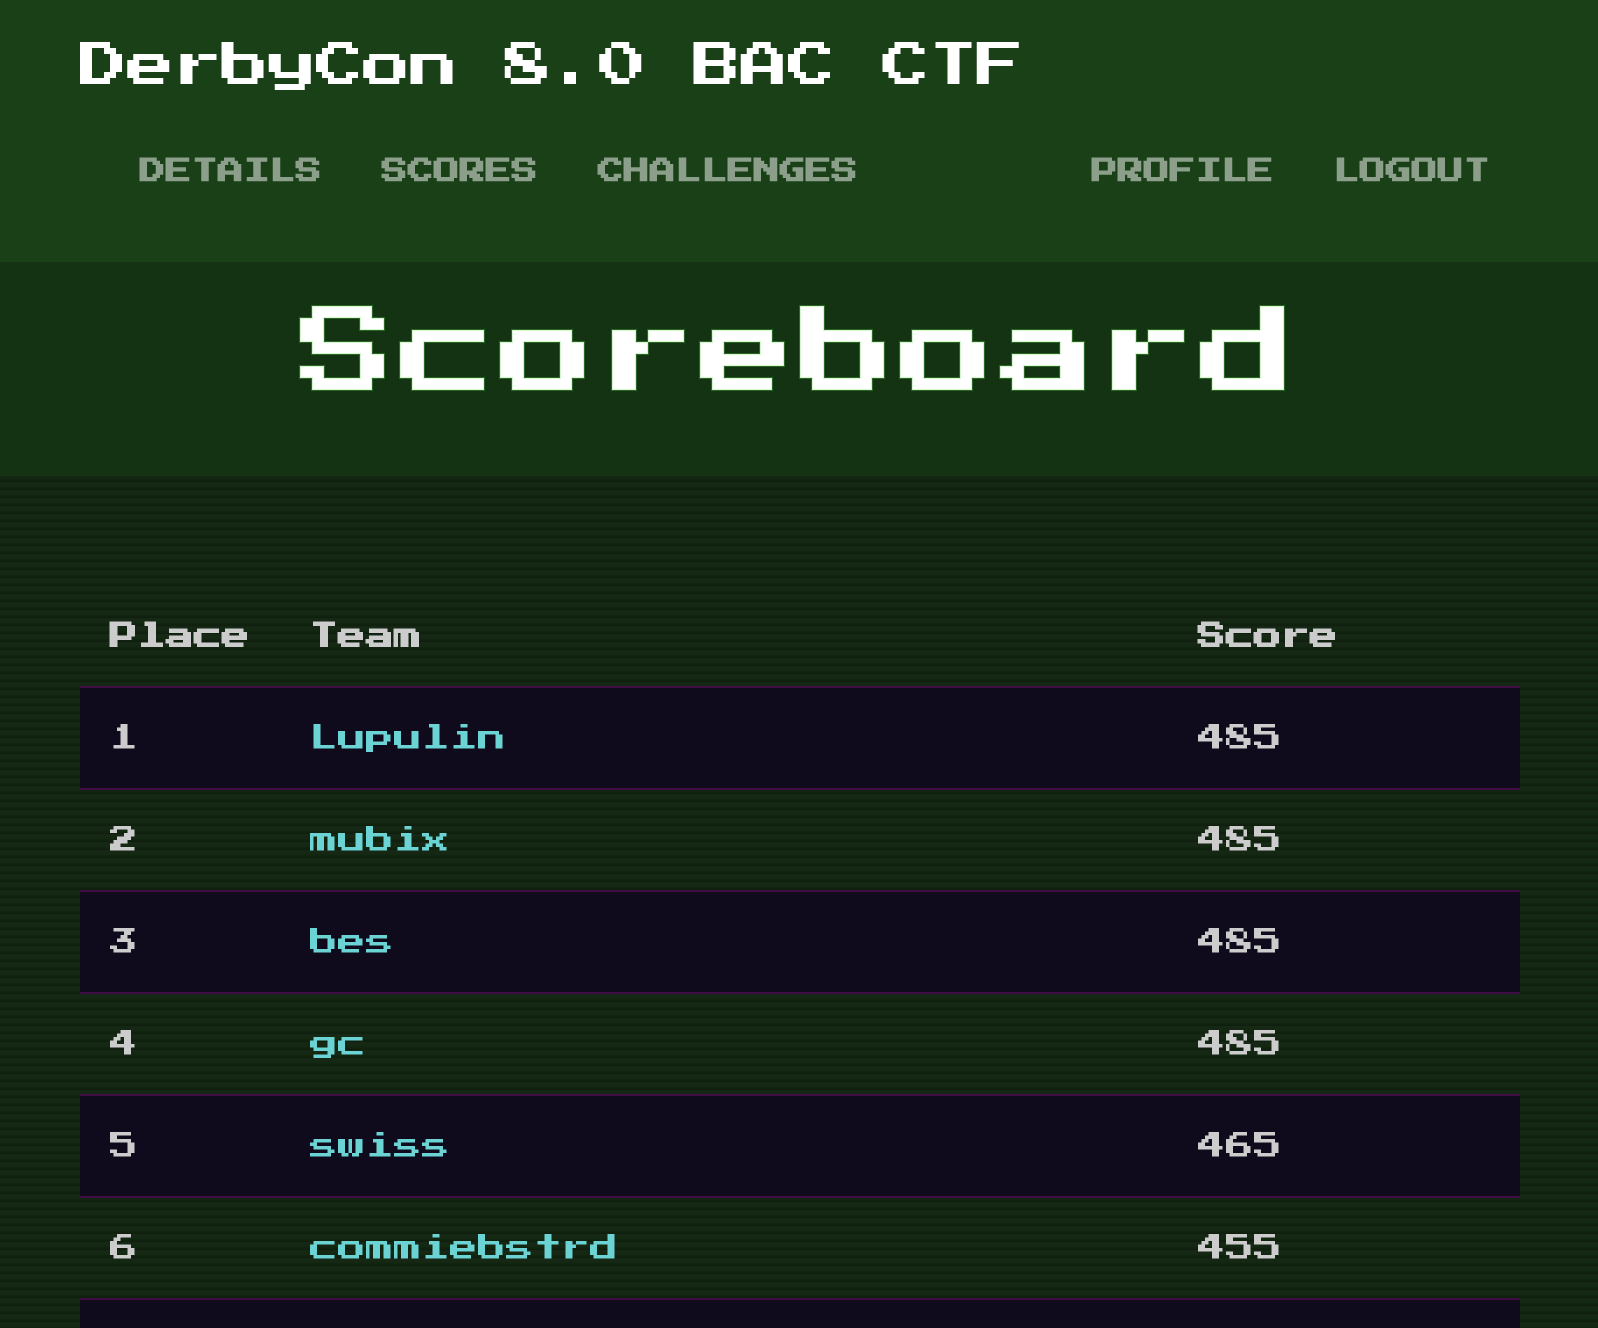 DerbyCon 8.0 BAC CTF
DETAILS SCORES CHALLENGES PROFILE LOGOUT
Scoreboard
Place Team Score
1 Lupulin 485
2 mubix 485
3 bes 485
4 gc 485
5 swiss 465
6 commiebstrd 455